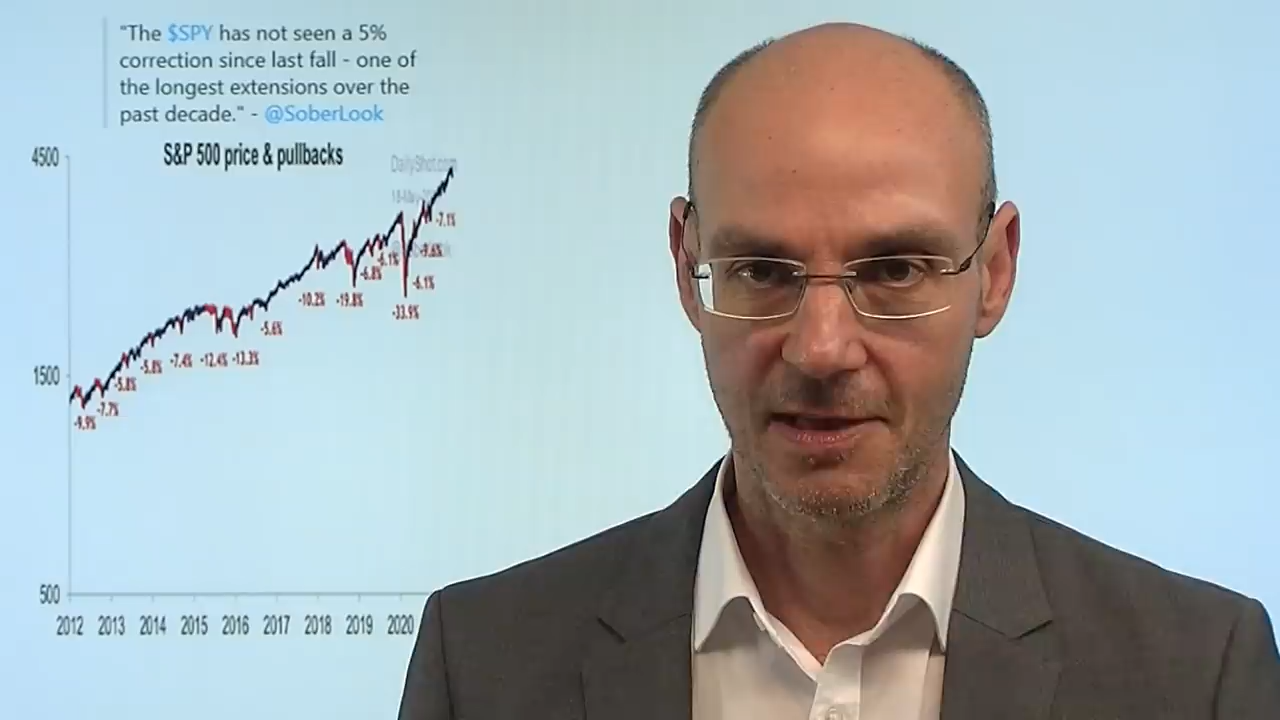 "The $SPY has not seen a 5%
correction since last fall - one of
the longest extensions over the
past decade." - @SoberLook
S&P 500 price & pullbacks
DailyShot.com
4500
-7.1%
-9.6%
-6.1%
-6.8%
-6.1%
-10.2%
-19.8%
-33.9%
-5.6%
-5.8%
-7.4%
-12.4%
-13.3%
1500
-5.8%
-7.7%
-9.9%
500
2012 2013 2014 2015 2016 2017 2018 2019 2020